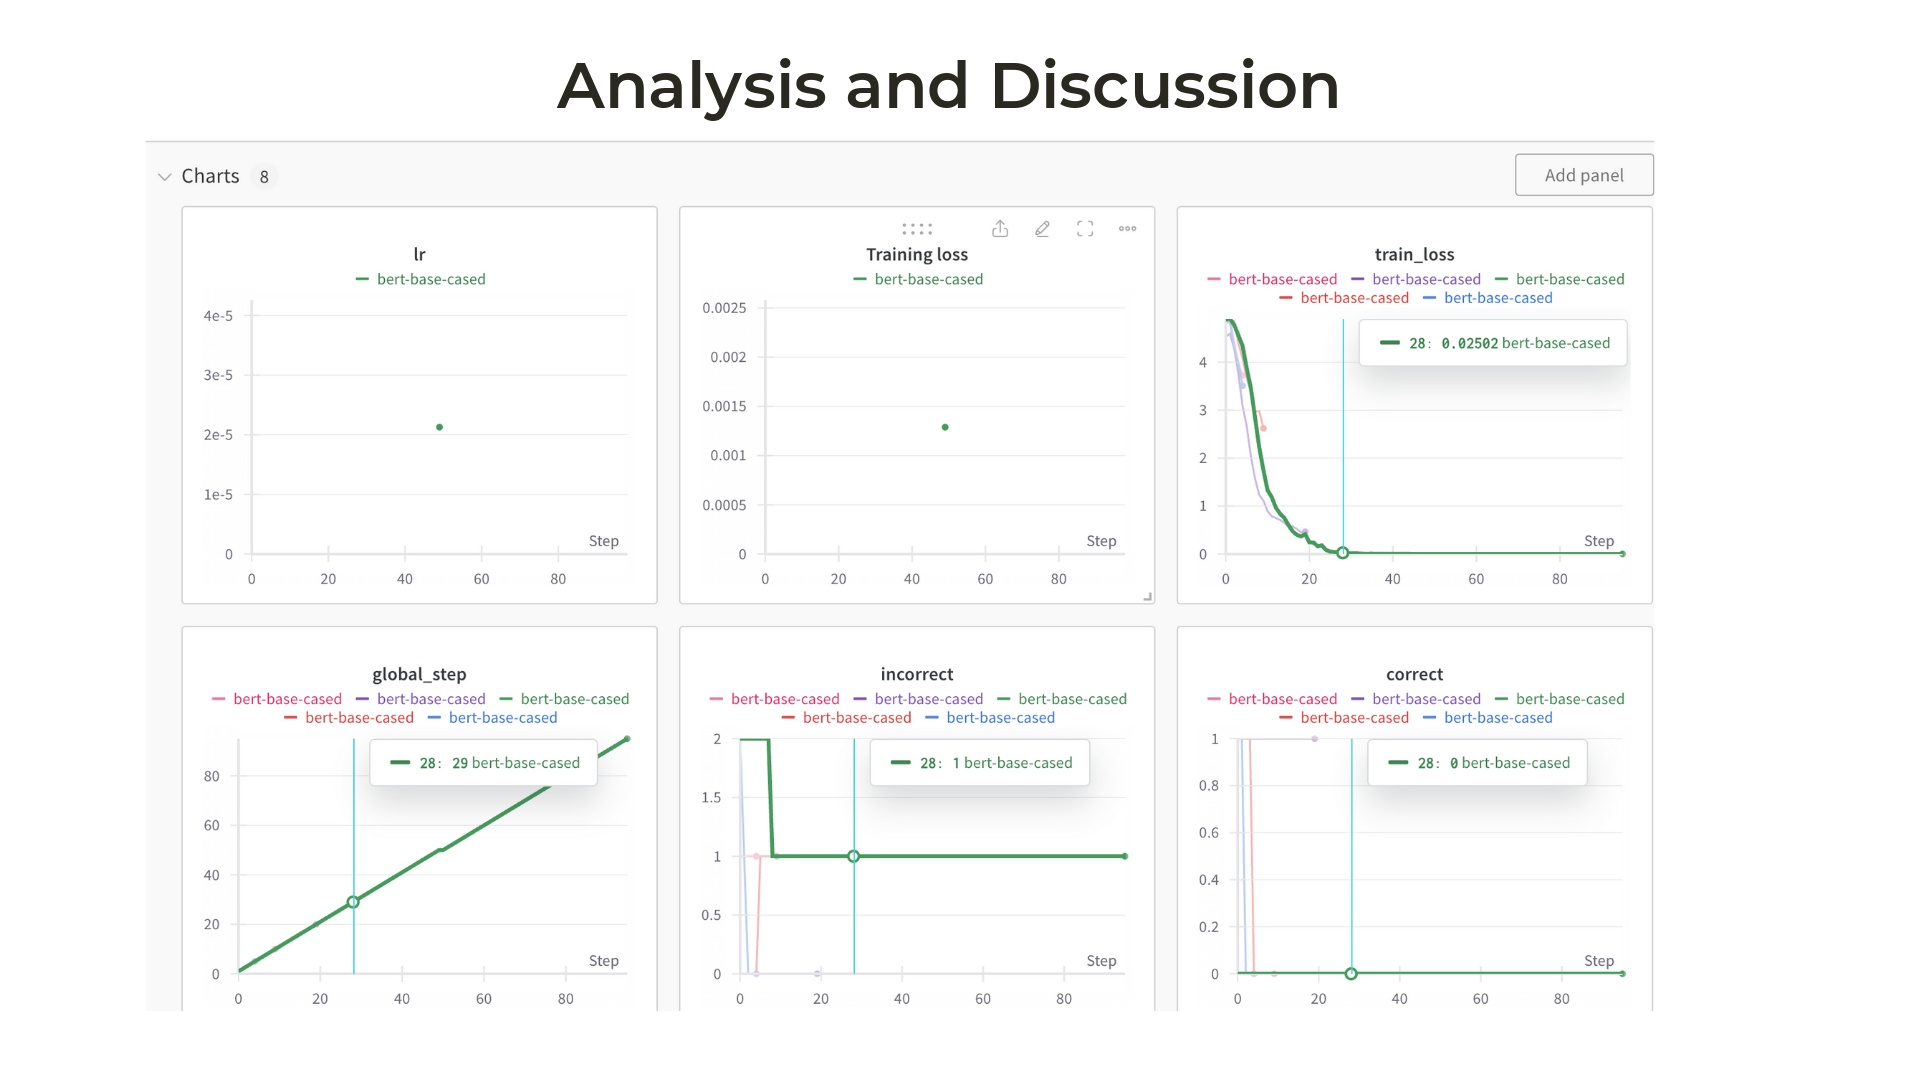 Analysis and Discussion
Charts 8
Add panel
lr
bert-base-cased
4e-5
3e-5
2e-5
1e-5
0
Step
0 20 40 60 80
Training loss
bert-base-cased
0.0025
0.002
0.0015
0.001
0.0005
0
Step
0 20 40 60 80
train_loss
bert-base-cased bert-base-cased bert-base-cased
bert-base-cased bert-base-cased
28: 0.02502 bert-base-cased
4
3
2
1
0
Step
0 20 40 60 80
global_step
bert-base-cased bert-base-cased bert-base-cased
bert-base-cased bert-base-cased
28: 29 bert-base-cased
80
60
40
20
0
Step
0 20 40 60 80
incorrect
bert-base-cased bert-base-cased bert-base-cased
bert-base-cased bert-base-cased
2
28: 1 bert-base-cased
1.5
1
0.5
0
Step
0 20 40 60 80
correct
bert-base-cased bert-base-cased bert-base-cased
bert-base-cased bert-base-cased
1
28: 0 bert-base-cased
0.8
0.6
0.4
0.2
0
Step
0 20 40 60 80